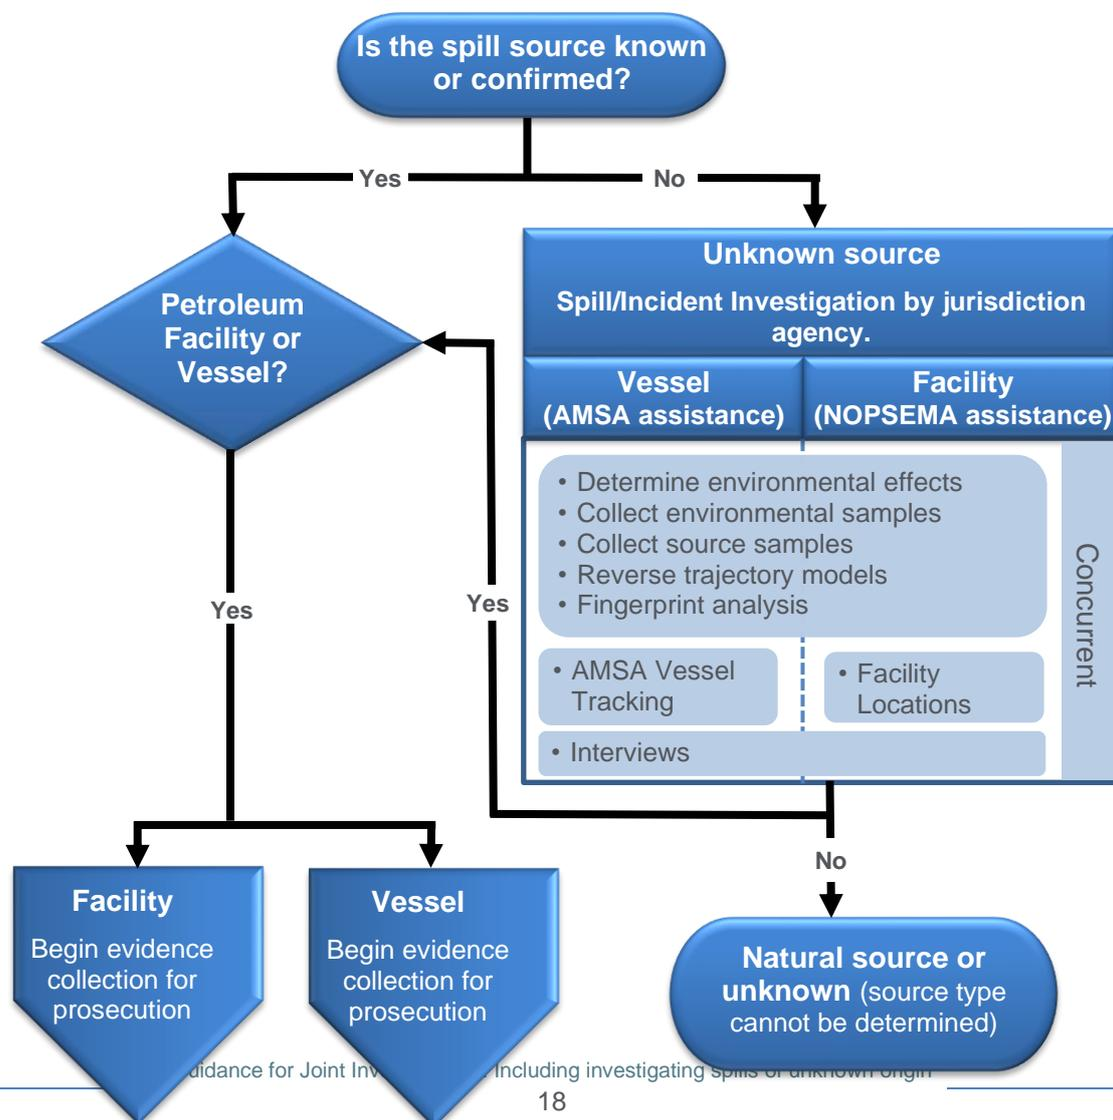 Is the spill source known
or confirmed?
Yes
No
Petroleum
Facility or
Vessel?
Unknown source
Spill/Incident Investigation by jurisdiction
agency.
Vessel
(AMSA assistance)
Facility
(NOPSEMA assistance)
• Determine environmental effects
• Collect environmental samples
• Collect source samples
• Reverse trajectory models
• Fingerprint analysis
Concurrent
• AMSA Vessel
Tracking
• Facility
Locations
• Interviews
Yes
Yes
No
Facility
Begin evidence
collection for
prosecution
Vessel
Begin evidence
collection for
prosecution
Natural source or
unknown (source type
cannot be determined)
for Joint Including investigating spills of unknown origin
18